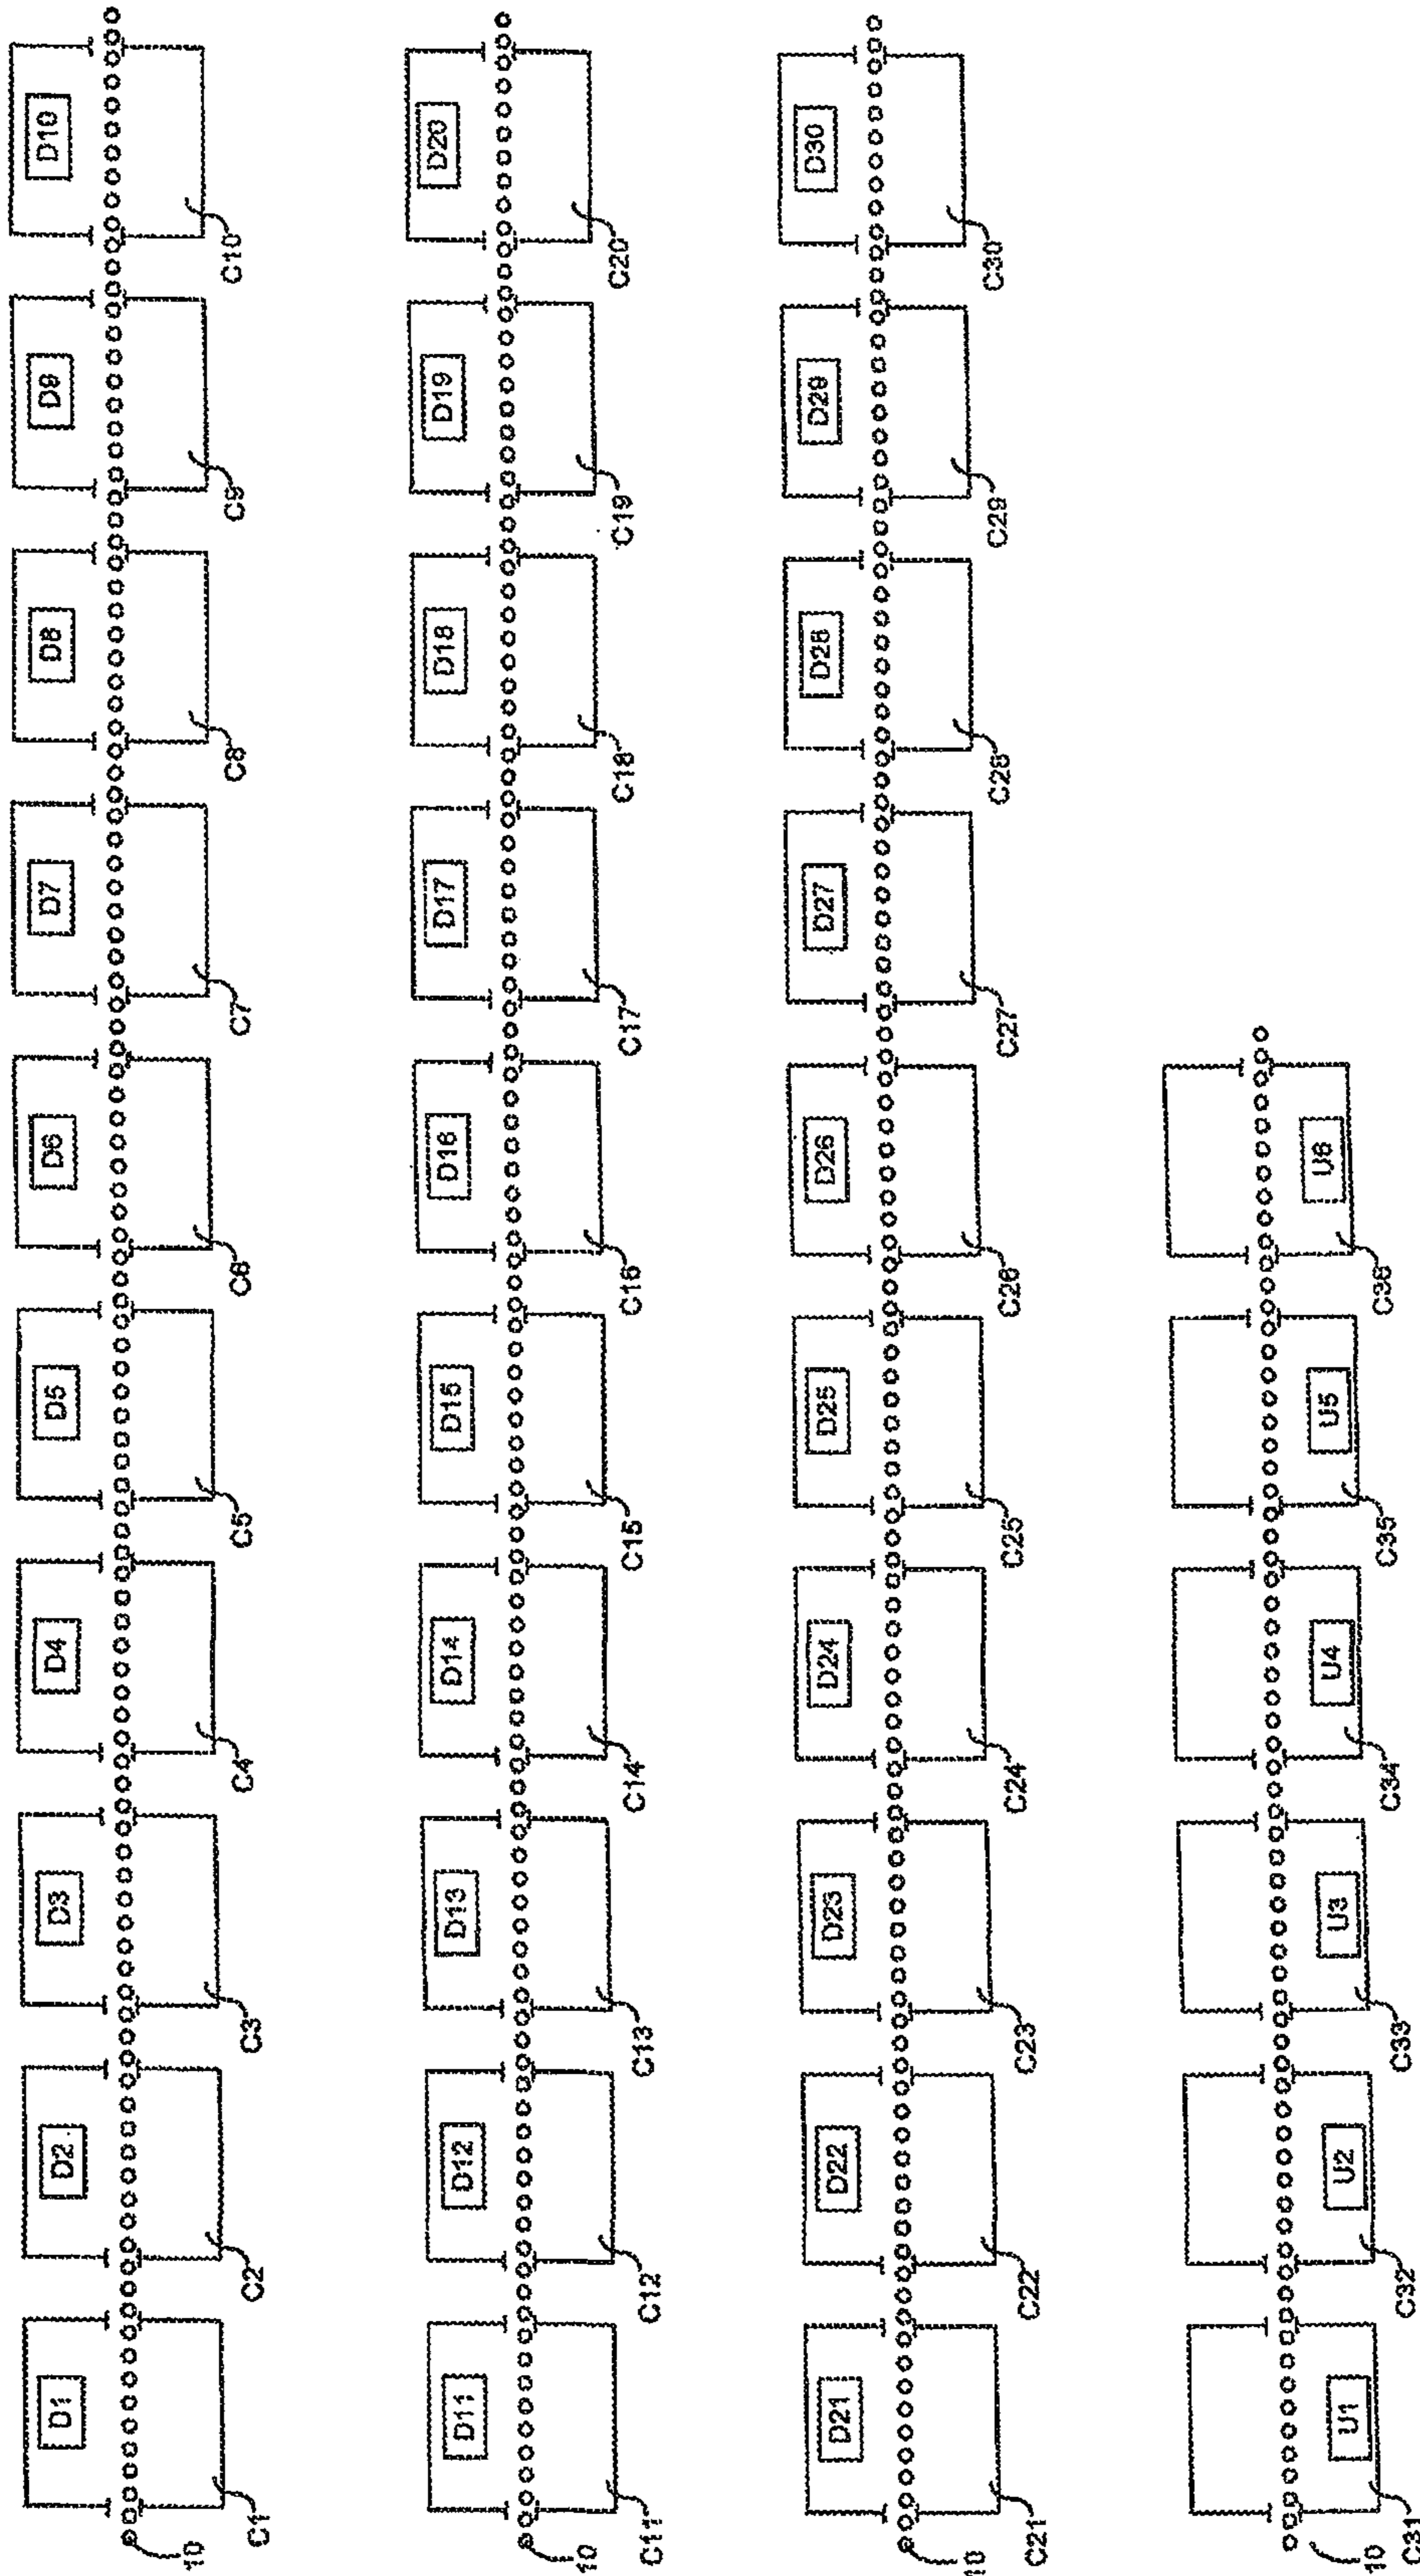 D1 D2 D3 D4 D5 D6 D7 D8 D9 D10
10 C1 C2 C3 C4 C5 C6 C7 C8 C9 C10
D11 D12 D13 D14 D15 D16 D17 D18 D19 D20
10 C11 C12 C13 C14 C15 C16 C17 C18 C19 C20
D21 D22 D23 D24 D25 D26 D27 D28 D29 D30
10 C21 C22 C23 C24 C25 C26 C27 C28 C29 C30
U1 U2 U3 U4 U5 U6
10 C31 C32 C33 C34 C35 C36